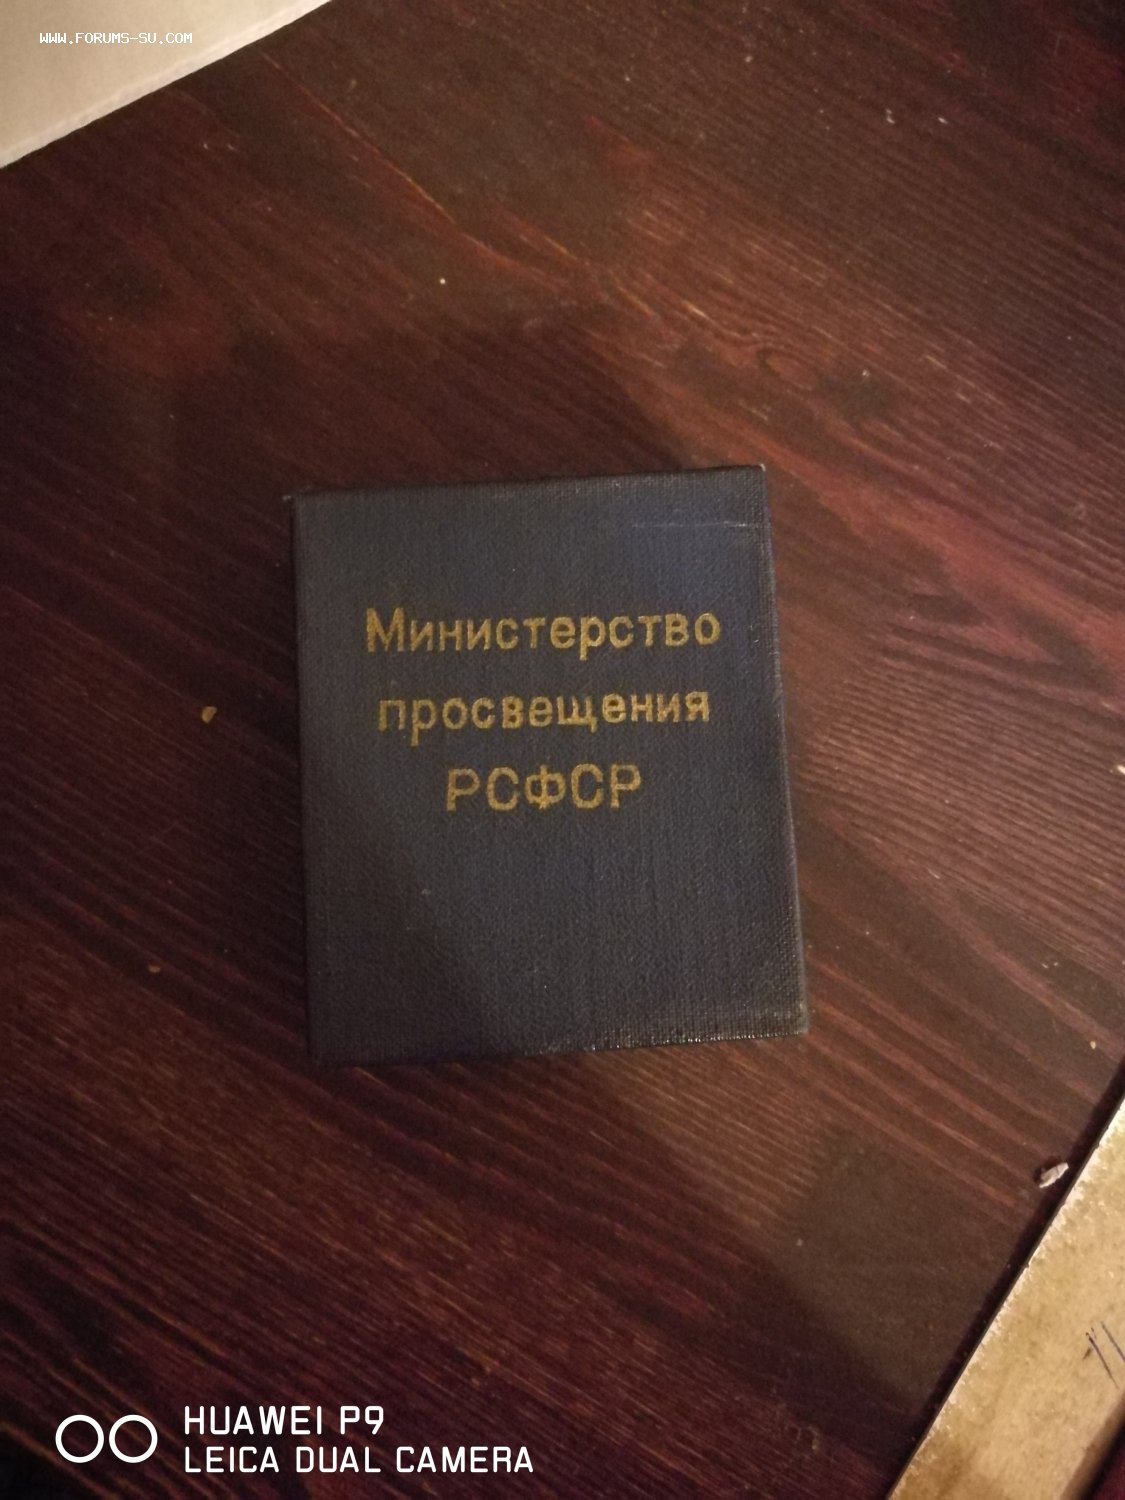 WWW.FORUMS-SU.COM
Министерство
просвещения
РСФСР
HUAWEI P9
LEICA DUAL CAMERA